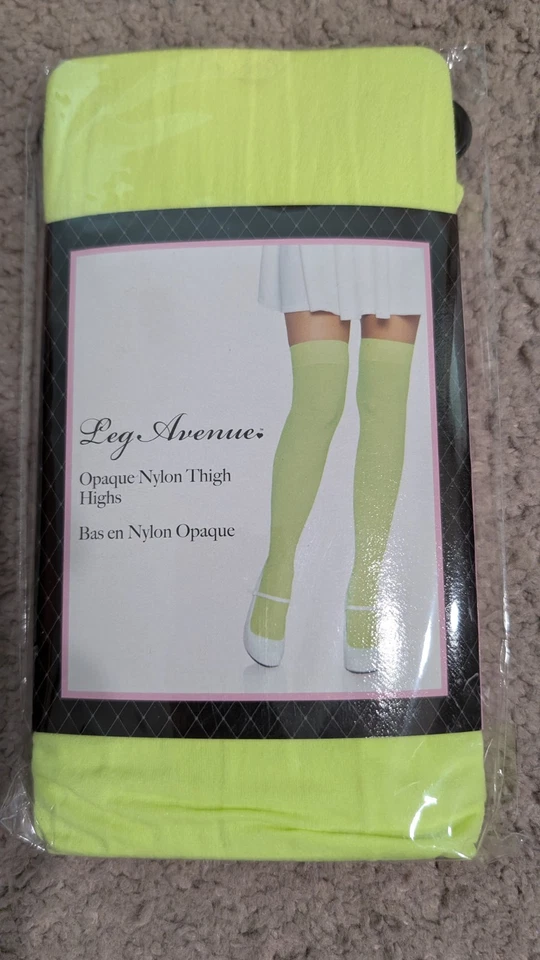 Leg Avenue
Opaque Nylon Thigh
Highs
Bas en Nylon Opaque